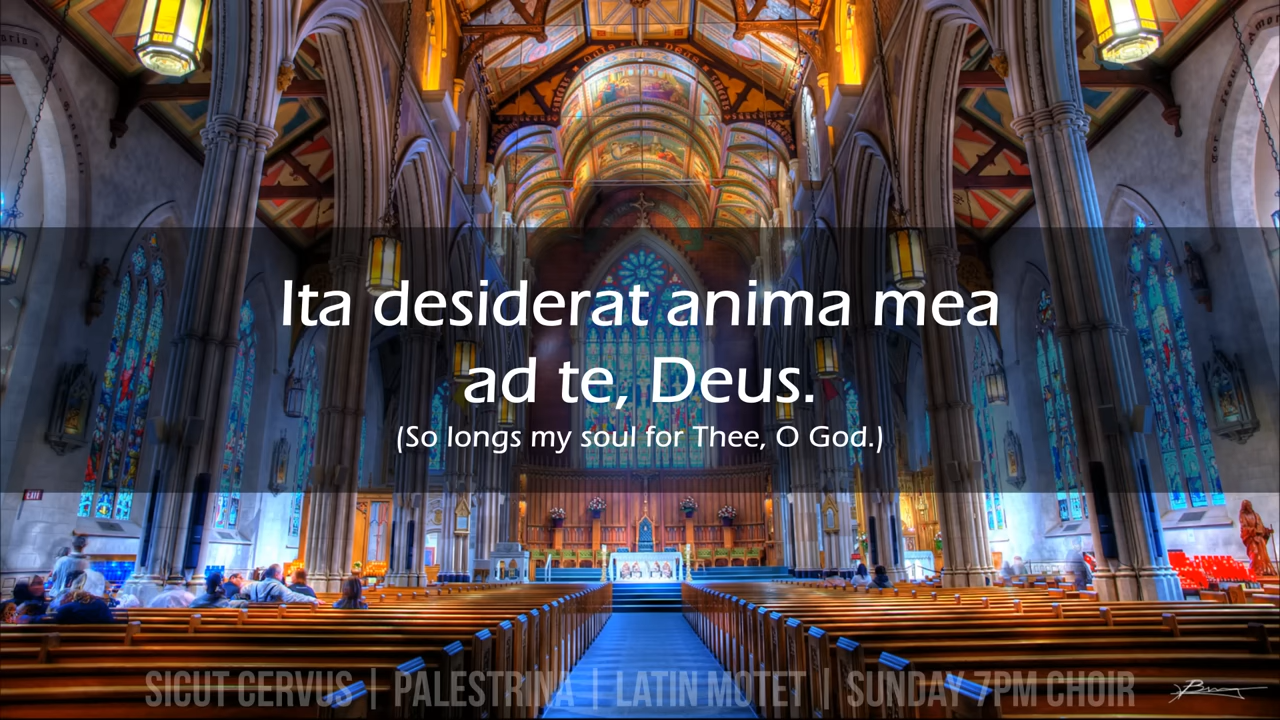 Ita desiderat anima mea
ad te, Deus.
(So longs my soul for Thee, O God.)
EXIT
SICUT CERVUS | PALESTRINA | LATIN MOTET | SUNDAY 7PM CHOIR